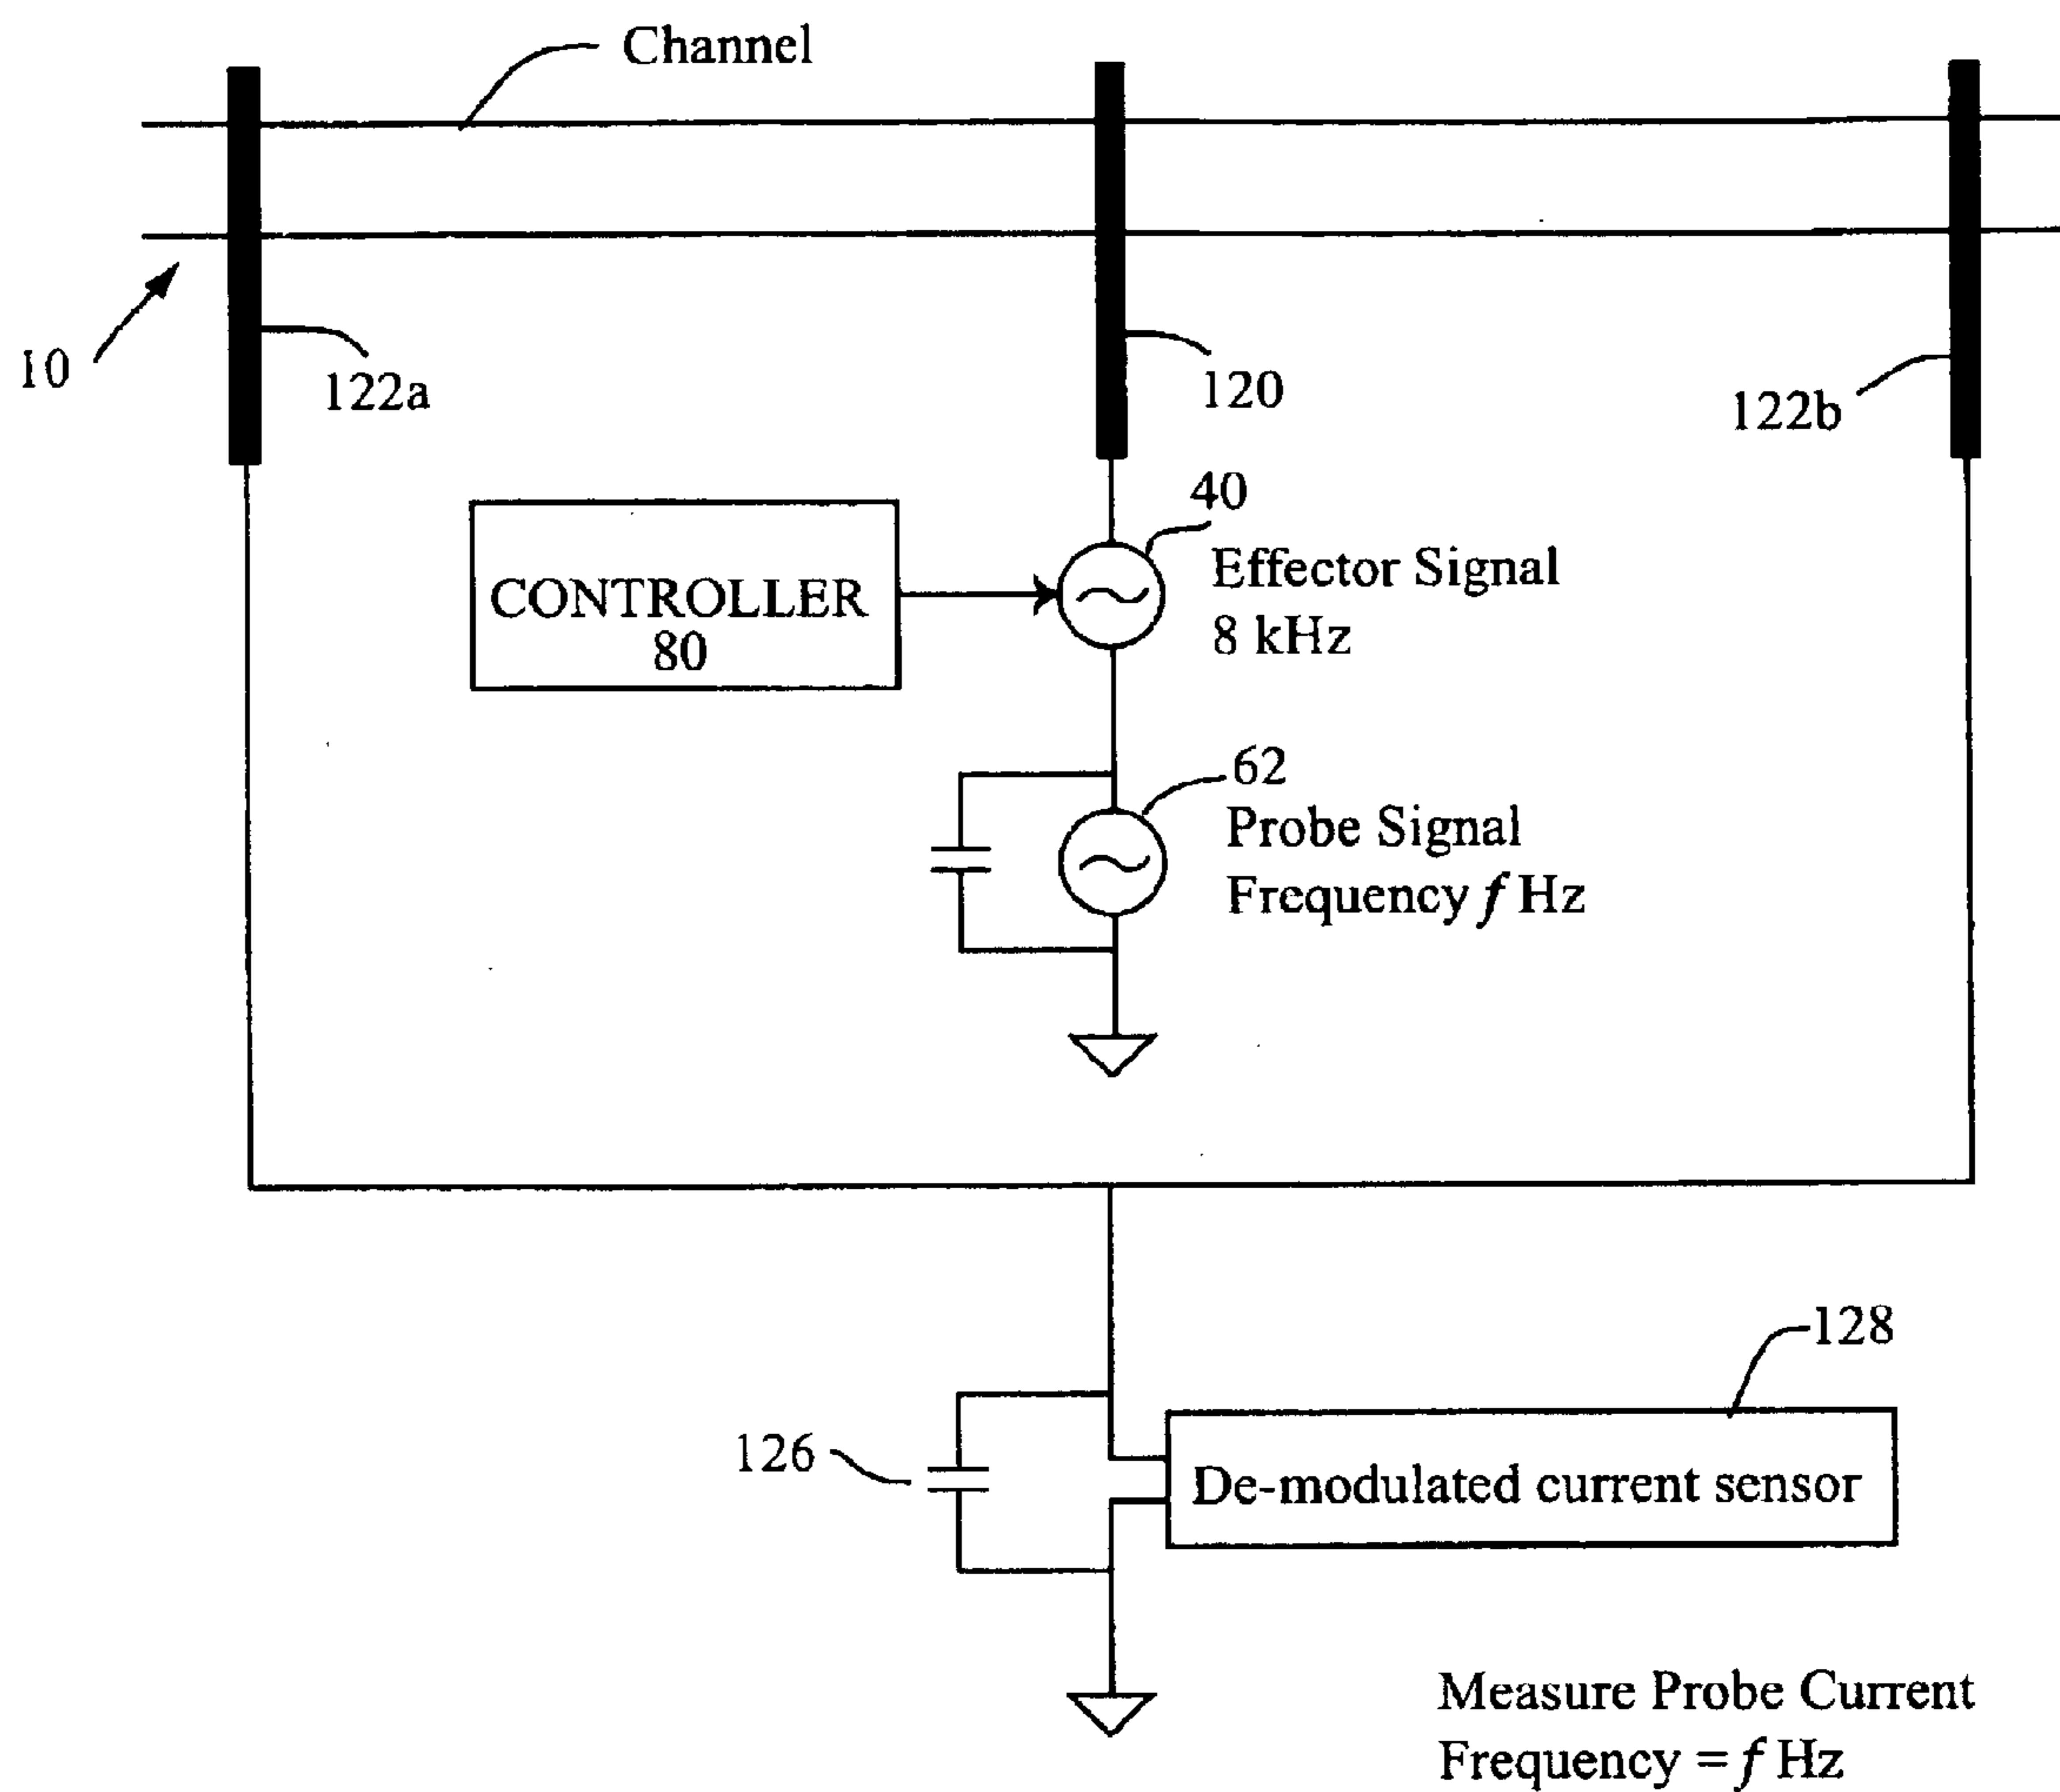 Channel
10
122a
120
122b
40
CONTROLLER
80
Effector Signal
8 kHz
62
Probe Signal
Frequency f Hz
128
126
De-modulated current sensor
Measure Probe Current
Frequency = f Hz